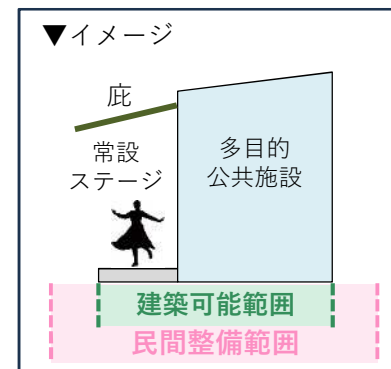 ▼イメージ
庇
常設
ステージ
多目的
公共施設
建築可能範囲
民間整備範囲